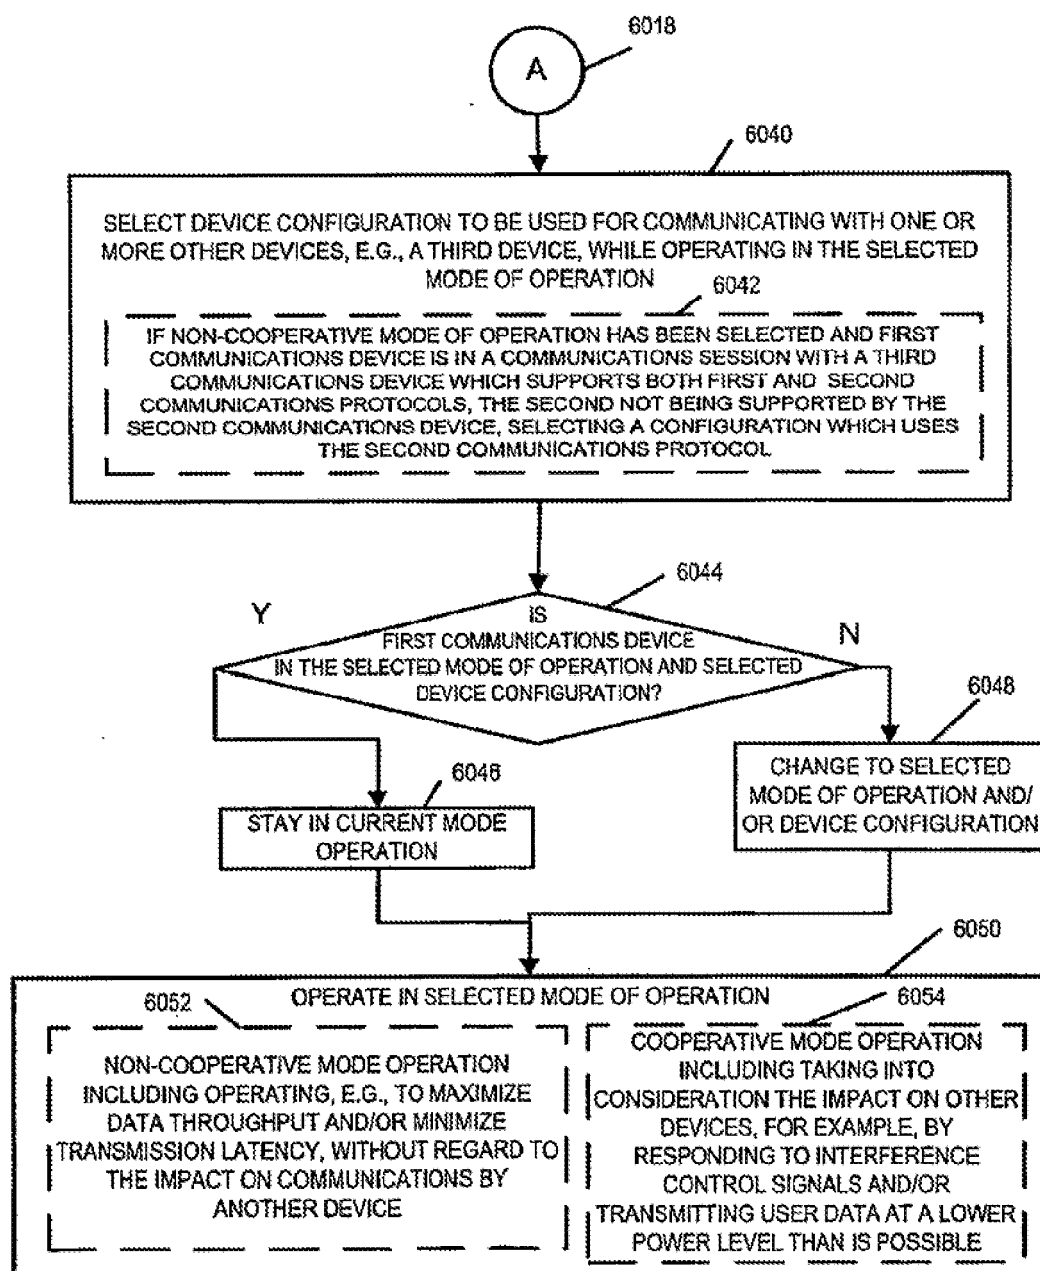 6018
A
6040
SELECT DEVICE CONFIGURATION TO BE USED FOR COMMUNICATING WITH ONE OR
MORE OTHER DEVICES, E.G., A THIRD DEVICE, WHILE OPERATING IN THE SELECTED
MODE OF OPERATION
6042
IF NON-COOPERATIVE MODE OF OPERATION HAS BEEN SELECTED AND FIRST
COMMUNICATIONS DEVICE IS IN A COMMUNICATIONS SESSION WITH A THIRD
COMMUNICATIONS DEVICE WHICH SUPPORTS BOTH FIRST AND SECOND
COMMUNICATIONS PROTOCOLS, THE SECOND NOT BEING SUPPORTED BY THE
SECOND COMMUNICATIONS DEVICE, SELECTING A CONFIGURATION WHICH USES
THE SECOND COMMUNICATIONS PROTOCOL
6044
Y
IS
FIRST COMMUNICATIONS DEVICE
IN THE SELECTED MODE OF OPERATION AND SELECTED
DEVICE CONFIGURATION?
N
6046
STAY IN CURRENT MODE
OPERATION
6048
CHANGE TO SELECTED
MODE OF OPERATION AND/
OR DEVICE CONFIGURATION
6050
OPERATE IN SELECTED MODE OF OPERATION
6052
NON-COOPERATIVE MODE OPERATION
INCLUDING OPERATING, E.G., TO MAXIMIZE
DATA THROUGHPUT AND/OR MINIMIZE
TRANSMISSION LATENCY, WITHOUT REGARD TO
THE IMPACT ON COMMUNICATIONS BY
ANOTHER DEVICE
6054
COOPERATIVE MODE OPERATION
INCLUDING TAKING INTO
CONSIDERATION THE IMPACT ON OTHER
DEVICES, FOR EXAMPLE, BY
RESPONDING TO INTERFERENCE
CONTROL SIGNALS AND/OR
TRANSMITTING USER DATA AT A LOWER
POWER LEVEL THAN IS POSSIBLE